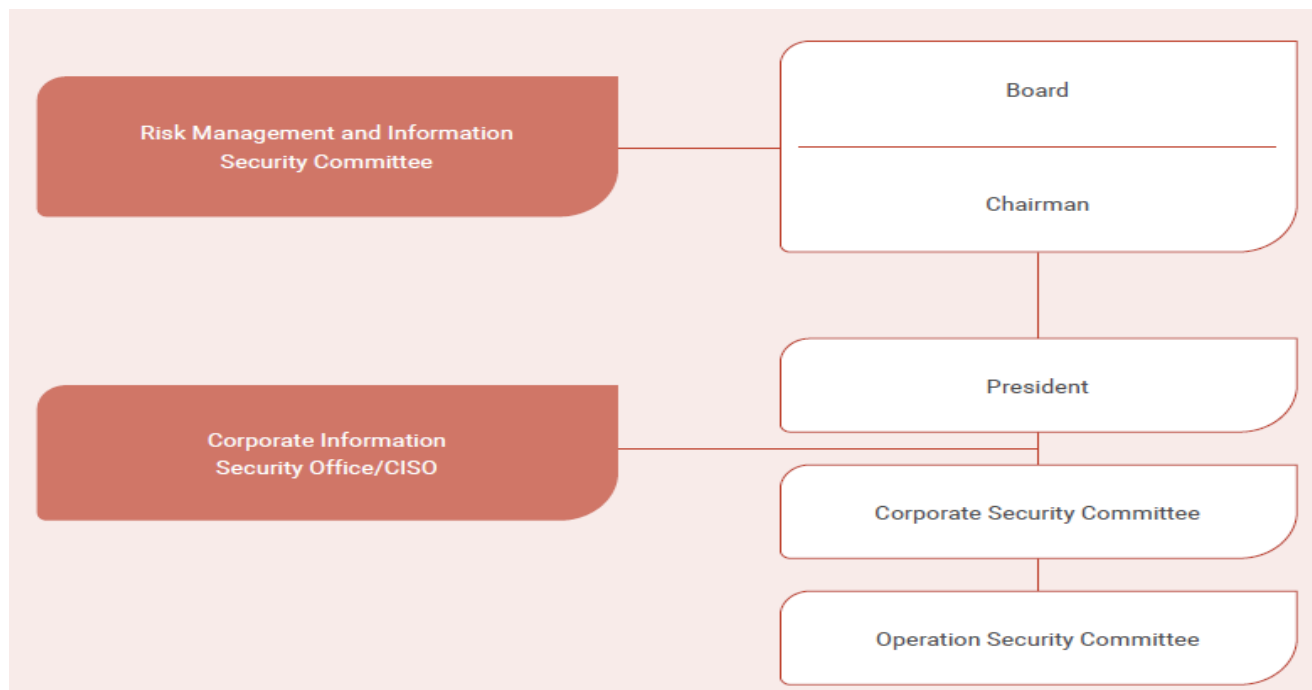 Board
Risk Management and Information
Security Committee
Chairman
President
Corporate Information
Security Office/CISO
Corporate Security Committee
Operation Security Committee